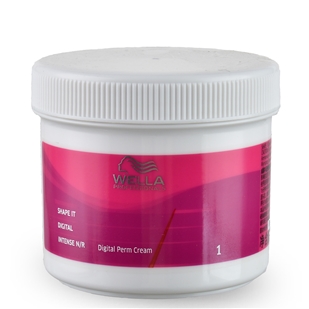 WELLA
SHAPE IT
DIGITAL
INTENSE N/R
Digital Perm Cream
1